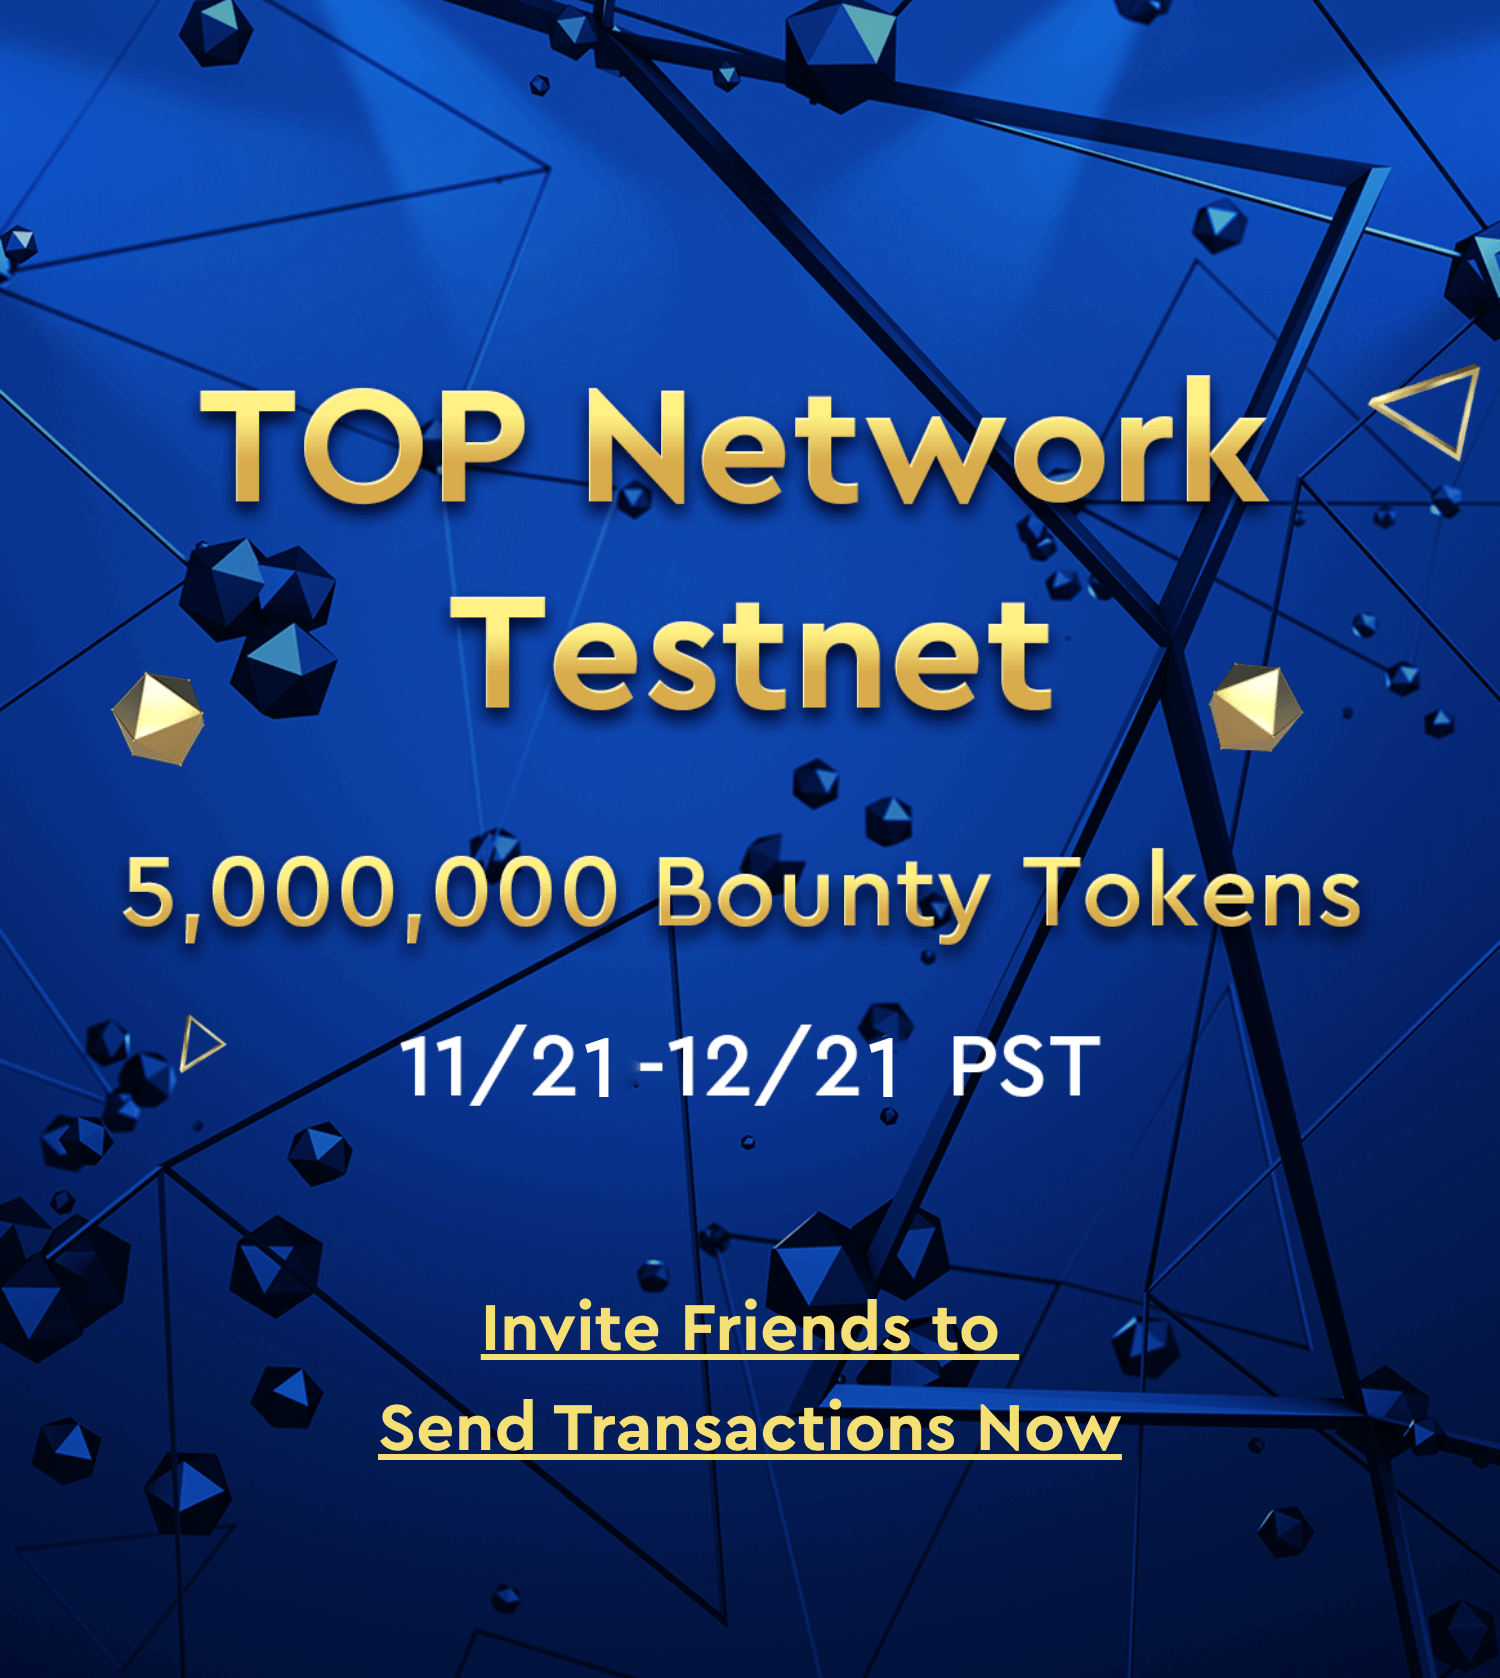 TOP Network
Testnet
5,000,000 Bounty Tokens
11/21 -12/21 PST
Invite Friends to
Send Transactions Now